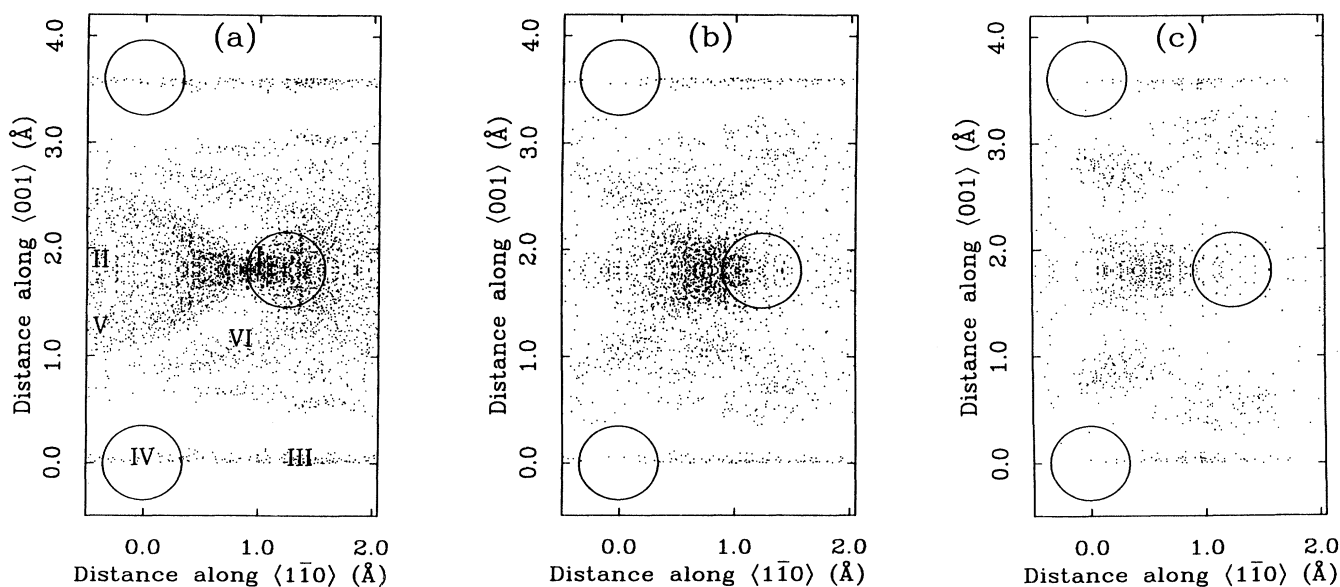 (a)
4.0
3.0
2.0
1.0
0.0
Distance along ⟨001⟩ (Å)
II
I
V
VI
IV
III
0.0 1.0 2.0
Distance along ⟨11̄0⟩ (Å)
(b)
4.0
3.0
2.0
1.0
0.0
Distance along ⟨001⟩ (Å)
0.0 1.0 2.0
Distance along ⟨11̄0⟩ (Å)
(c)
4.0
3.0
2.0
1.0
0.0
Distance along ⟨001⟩ (Å)
0.0 1.0 2.0
Distance along ⟨11̄0⟩ (Å)